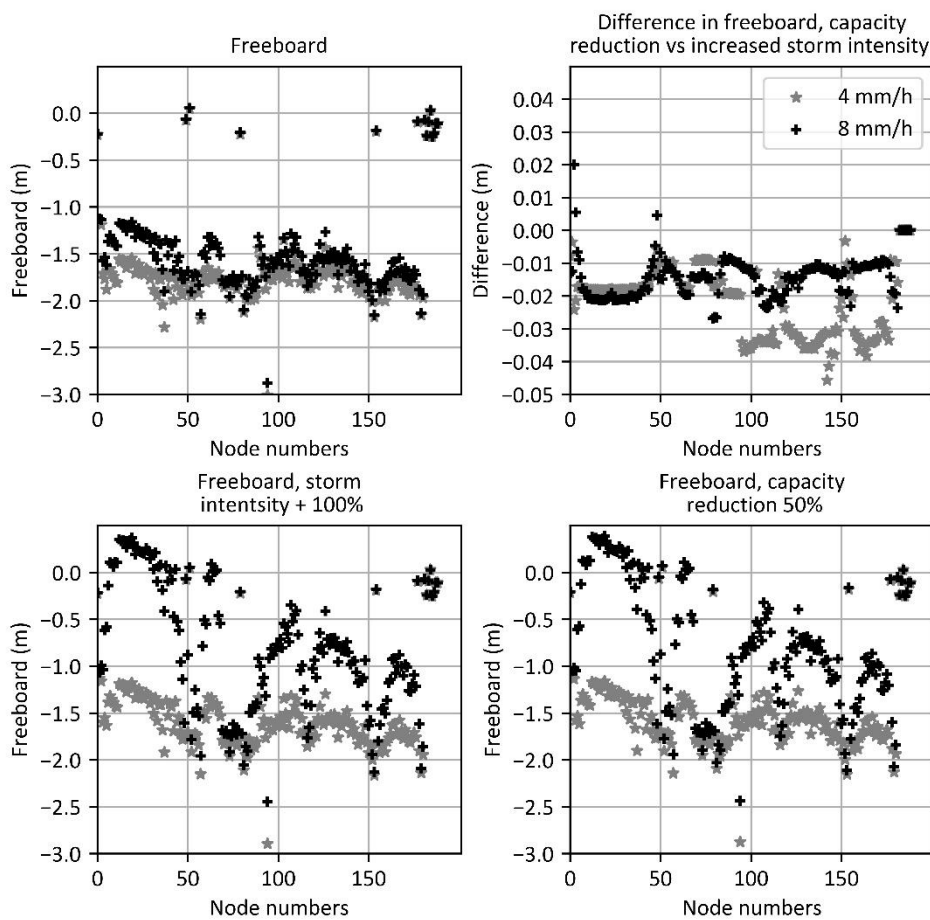 Freeboard
0.0
−0.5
−1.0
−1.5
−2.0
−2.5
−3.0
Freeboard (m)
0
50
100
150
Node numbers
Difference in freeboard, capacity
reduction vs increased storm intensity
0.04
0.03
0.02
0.01
0.00
−0.01
−0.02
−0.03
−0.04
−0.05
Difference (m)
4 mm/h
8 mm/h
0
50
100
150
Node numbers
Freeboard, storm
intentsity + 100%
0.0
−0.5
−1.0
−1.5
−2.0
−2.5
−3.0
Freeboard (m)
0
50
100
150
Node numbers
Freeboard, capacity
reduction 50%
0.0
−0.5
−1.0
−1.5
−2.0
−2.5
−3.0
Freeboard (m)
0
50
100
150
Node numbers